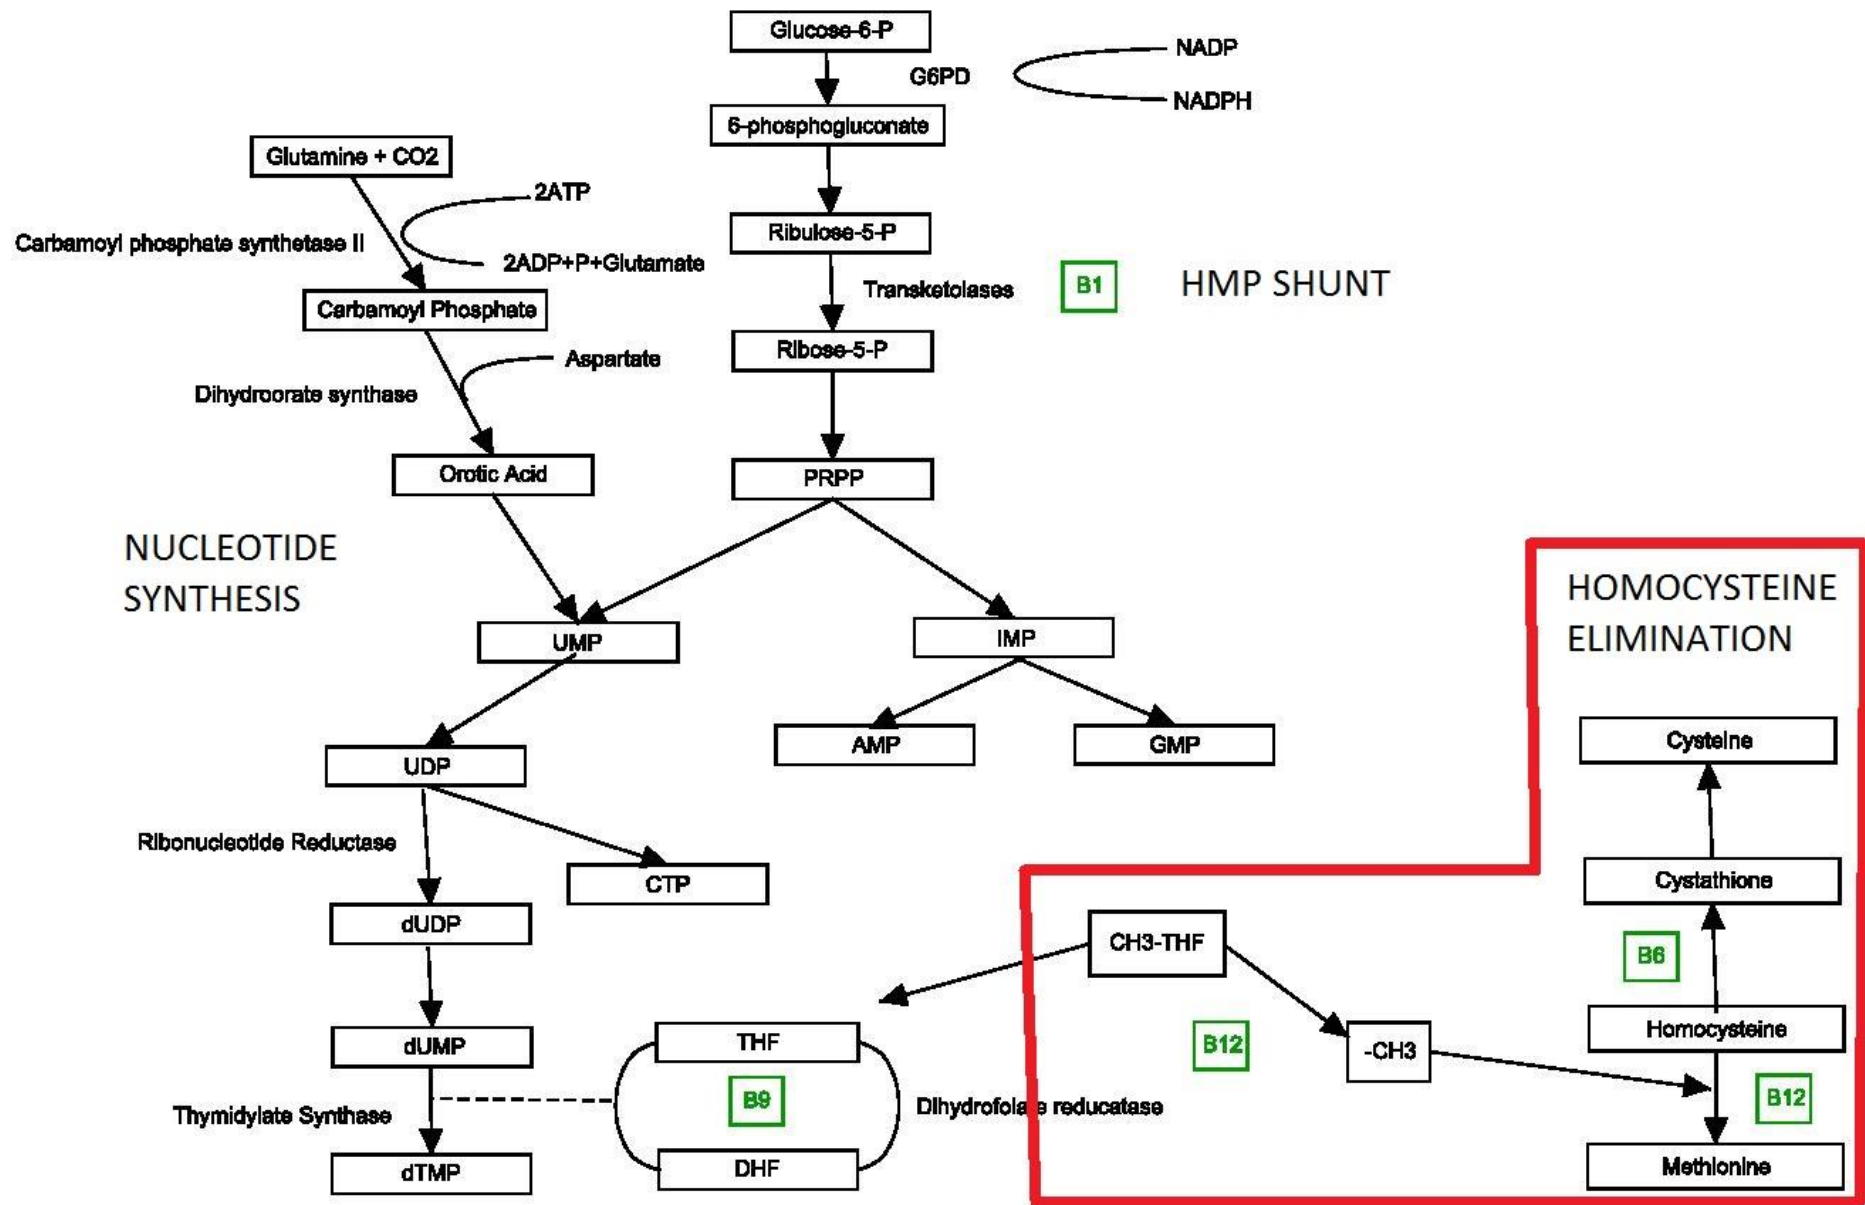 Glucose-6-P
NADP
G6PD
NADPH
6-phosphogluconate
Glutamine + CO2
2ATP
Ribulose-5-P
Carbamoyl phosphate synthetase II
2ADP+P+Glutamate
Transketolases
B1
HMP SHUNT
Carbamoyl Phosphate
Ribose-5-P
Aspartate
Dihydroorate synthase
Orotic Acid
PRPP
NUCLEOTIDE
SYNTHESIS
HOMOCYSTEINE
ELIMINATION
UMP
IMP
AMP
GMP
Cysteine
UDP
Ribonucleotide Reductase
CTP
Cystathione
dUDP
CH3-THF
B6
Homocysteine
dUMP
THF
B12
-CH3
B12
Thymidylate Synthase
B9
Dihydrofolate reducatase
dTMP
DHF
Methionine